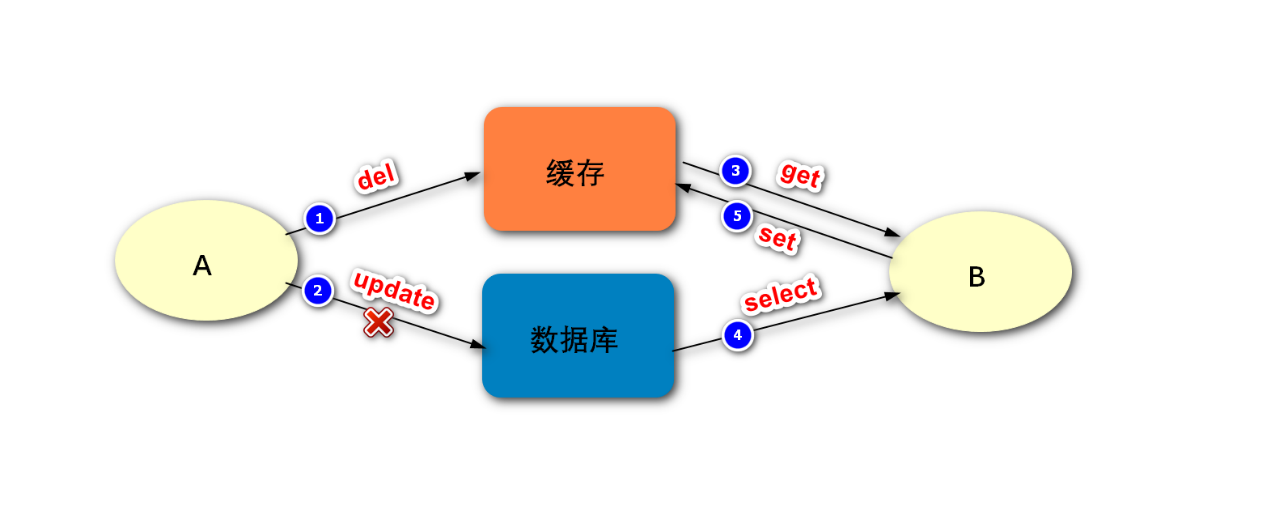 del
缓存
1
3
get
5
set
A
B
2
update
数据库
select
4